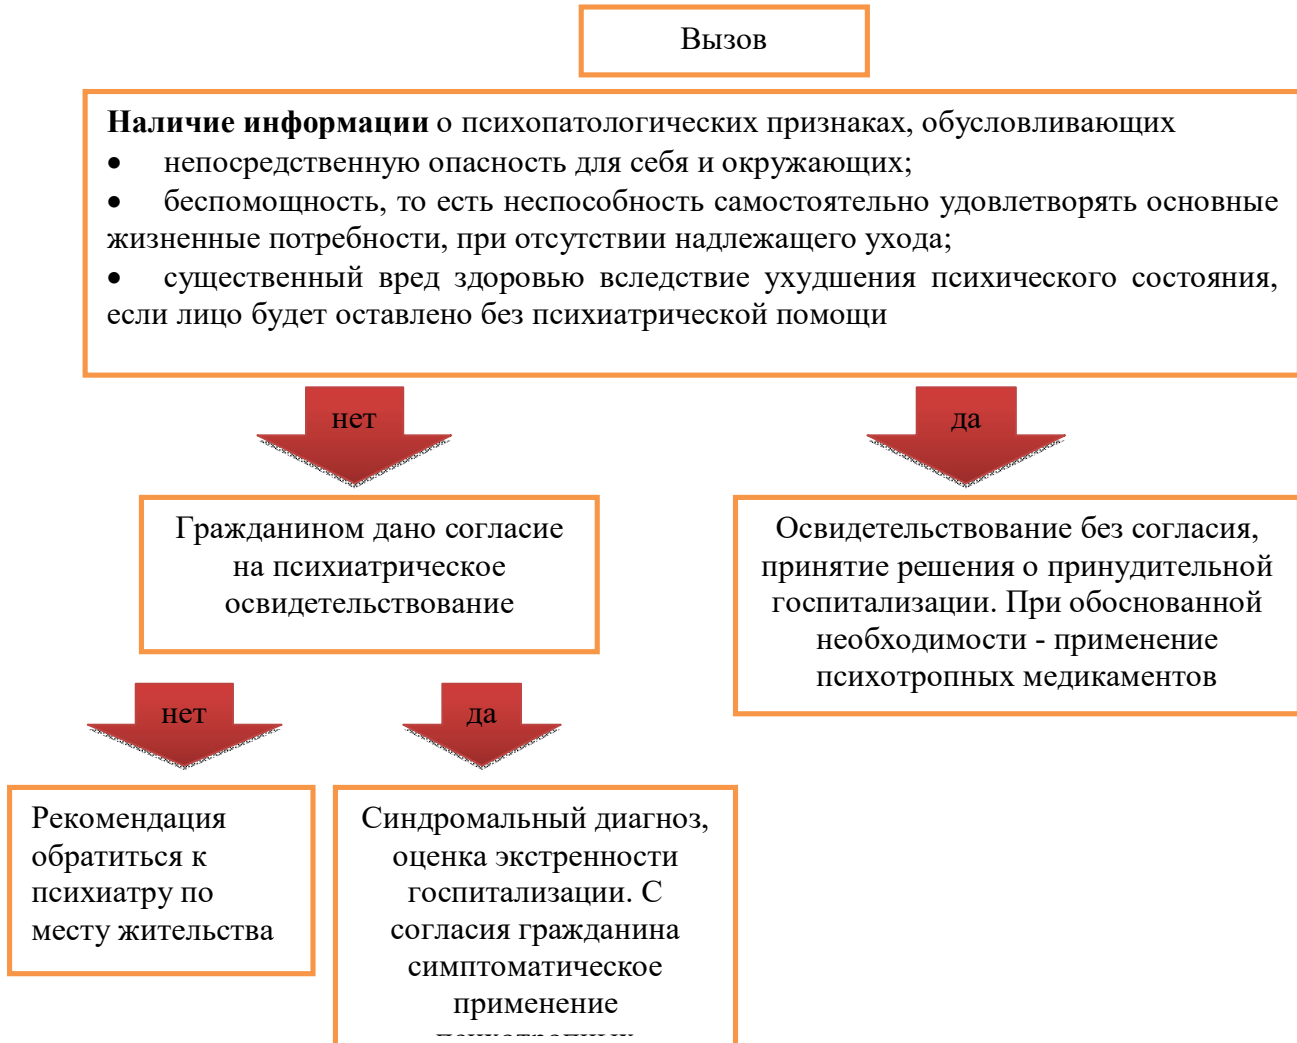 Вызов
Наличие информации о психопатологических признаках, обусловливающих
• непосредственную опасность для себя и окружающих;
• беспомощность, то есть неспособность самостоятельно удовлетворять основные
жизненные потребности, при отсутствии надлежащего ухода;
• существенный вред здоровью вследствие ухудшения психического состояния,
если лицо будет оставлено без психиатрической помощи
нет
да
Гражданином дано согласие
на психиатрическое
освидетельствование
Освидетельствование без согласия,
принятие решения о принудительной
госпитализации. При обоснованной
необходимости - применение
психотропных медикаментов
нет
да
Рекомендация
обратиться к
психиатру по
месту жительства
Синдромальный диагноз,
оценка экстренности
госпитализации. С
согласия гражданина
симптоматическое
применение